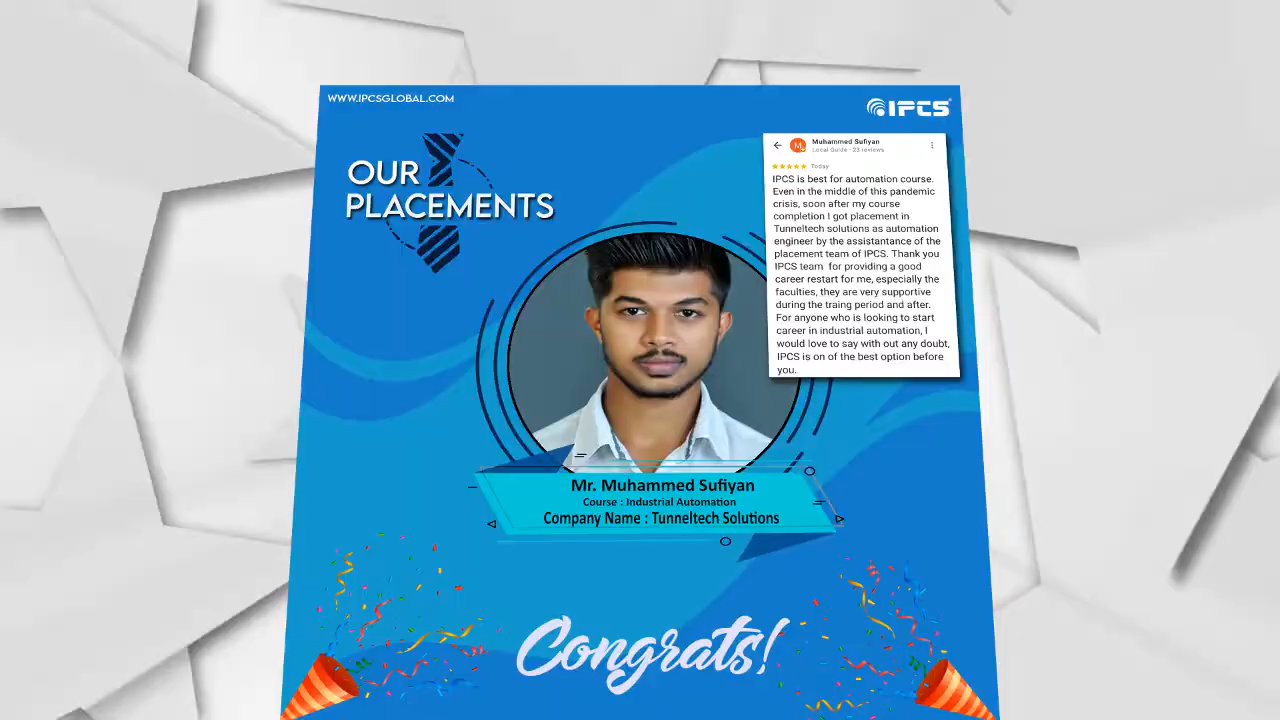 WWW.IPCSGLOBAL.COM
IPCS
OUR
PLACEMENTS
M
Muhammed Sufiyan
Local Guide · 23 reviews
Today
IPCS is best for automation course.
Even in the middle of this pandemic
crisis, soon after my course
completion I got placement in
Tunneltech solutions as automation
engineer by the assistantance of the
placement team of IPCS. Thank you
IPCS team for providing a good
career restart for me, especially the
faculties, they are very supportive
during the traing period and after.
For anyone who is looking to start
career in industrial automation, I
would love to say with out any doubt,
IPCS is on of the best option before
you.
Mr. Muhammed Sufiyan
Course : Industrial Automation
Company Name : Tunneltech Solutions
Congrats!